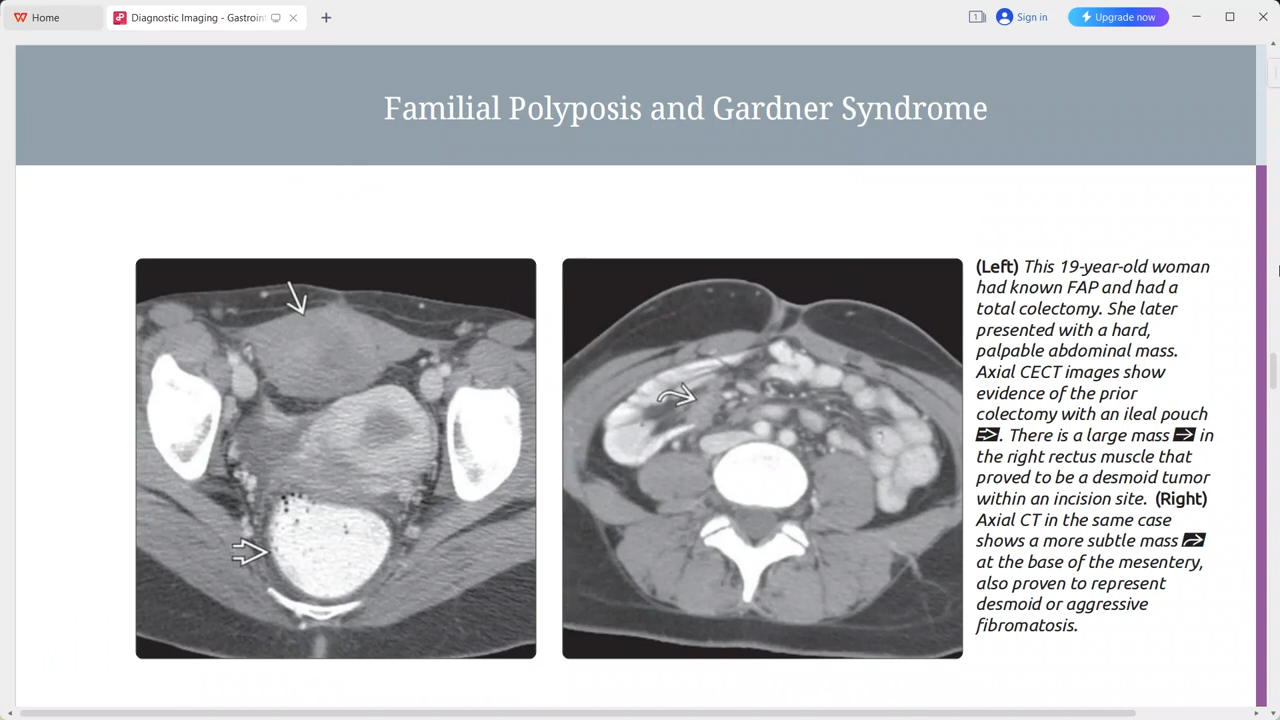 Home
Diagnostic Imaging - Gastroint
1
Sign in
Upgrade now
Familial Polyposis and Gardner Syndrome
(Left) This 19-year-old woman
had known FAP and had a
total colectomy. She later
presented with a hard,
palpable abdominal mass.
Axial CECT images show
evidence of the prior
colectomy with an ileal pouch
. There is a large mass in
the right rectus muscle that
proved to be a desmoid tumor
within an incision site. (Right)
Axial CT in the same case
shows a more subtle mass
at the base of the mesentery,
also proven to represent
desmoid or aggressive
fibromatosis.